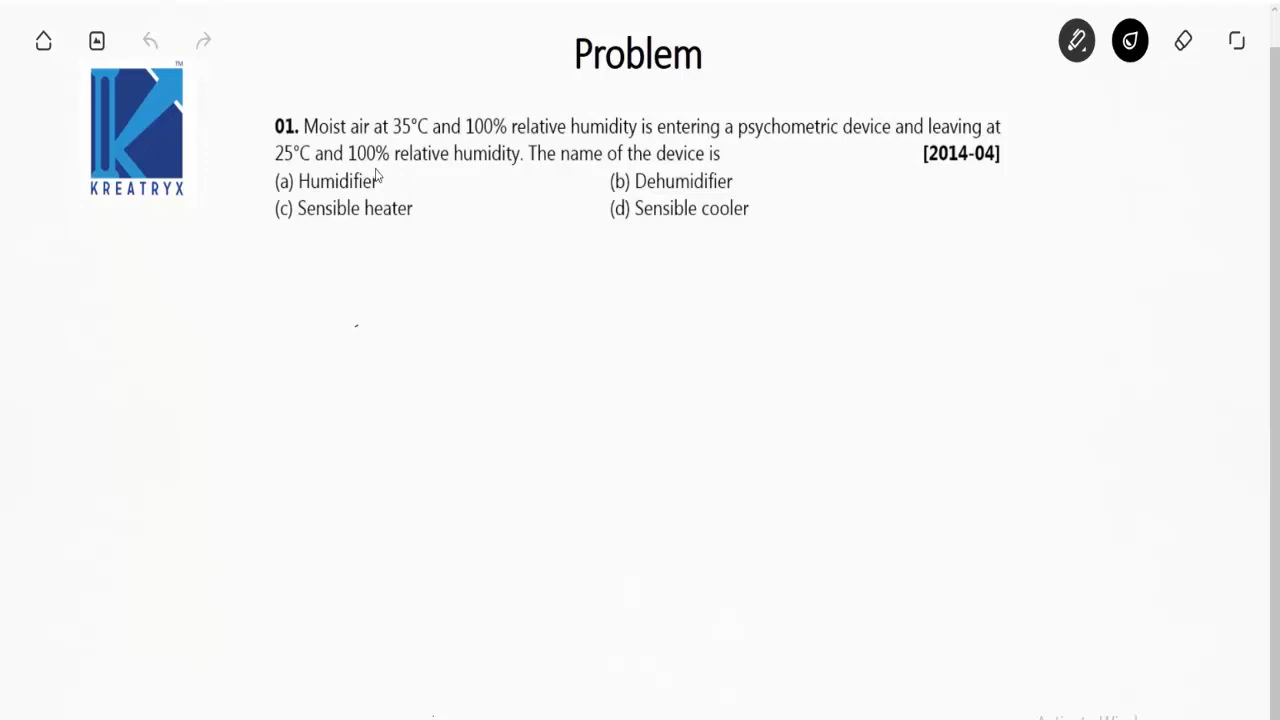 Problem
TM
KREATRYX
01. Moist air at 35°C and 100% relative humidity is entering a psychometric device and leaving at
25°C and 100% relative humidity. The name of the device is [2014-04]
(a) Humidifier (b) Dehumidifier
(c) Sensible heater (d) Sensible cooler